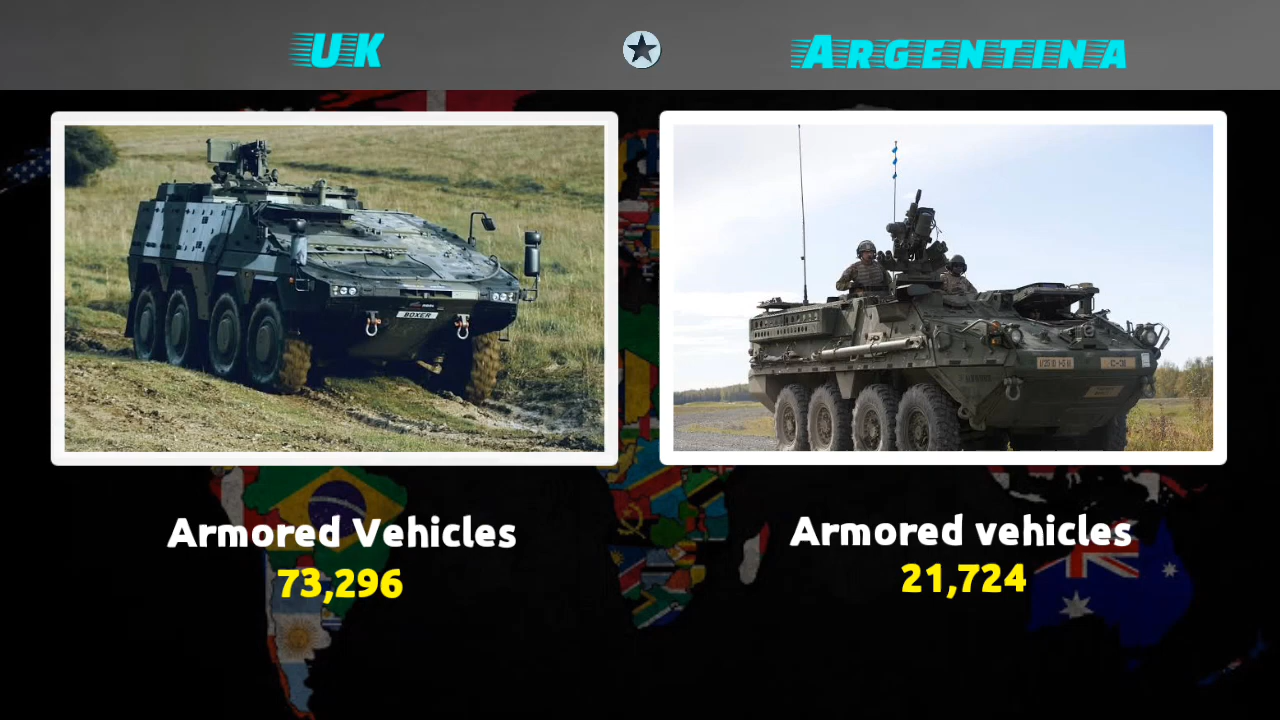 UK
ARGENTINA
BOXER
Armored Vehicles
73,296
Armored vehicles
21,724